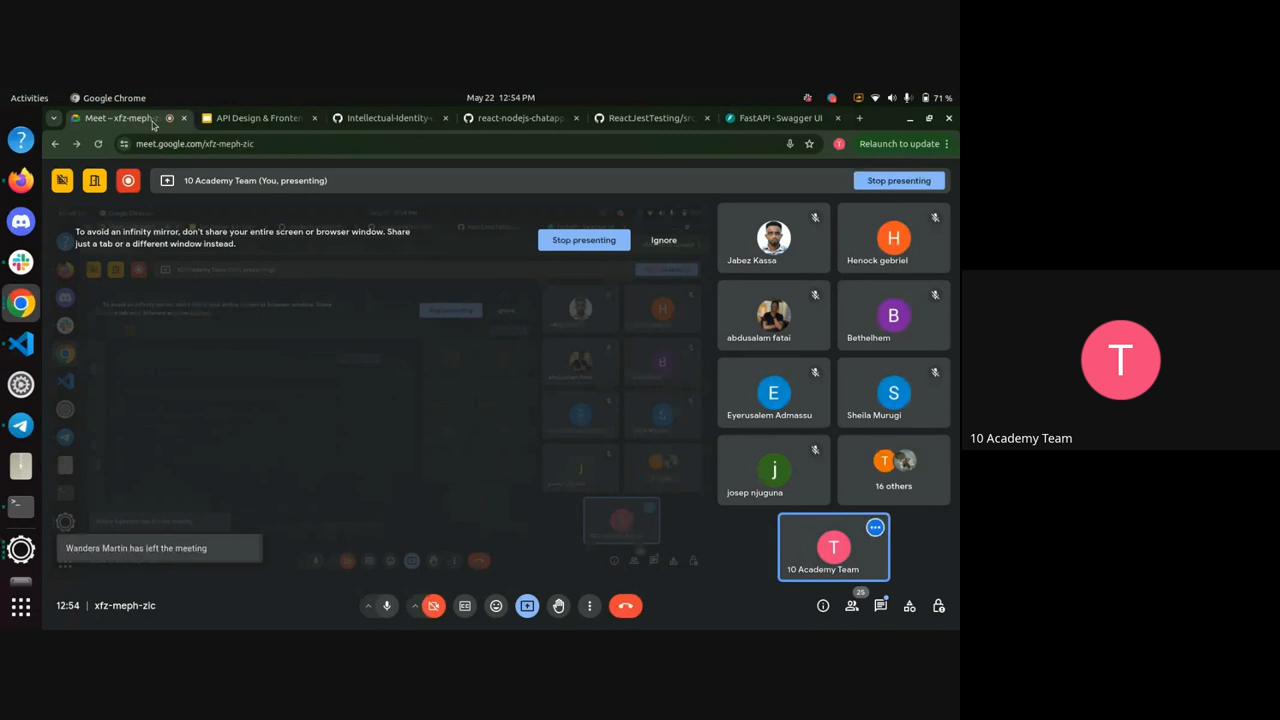 Activities
Google Chrome
May 22 12:54 PM
71 %
Meet – xfz-meph-
API Design & Fronten
Intellectual-Identity-
react-nodejs-chatapp
ReactJestTesting/src
FastAPI - Swagger UI
meet.google.com/xfz-meph-zic
Relaunch to update
10 Academy Team (You, presenting)
Stop presenting
To avoid an infinity mirror, don't share your entire screen or browser window. Share
just a tab or a different window instead.
Stop presenting
Ignore
Jabez Kassa
H
Henock gebriel
abdusalam fatai
B
Bethelhem
E
Eyerusalem Admassu
S
Sheila Murugi
j
josep njuguna
T
16 others
T
10 Academy Team
Wandera Martin has left the meeting
12:54
xfz-meph-zic
25
T
10 Academy Team